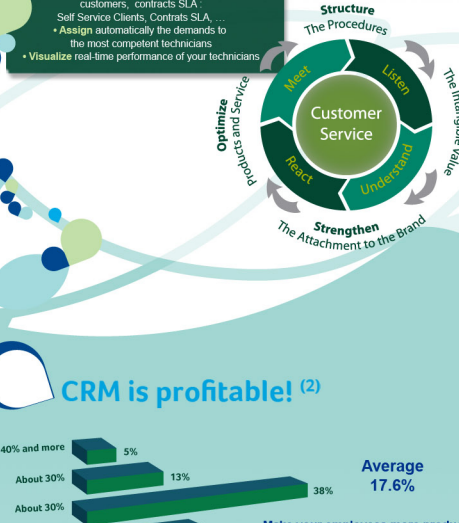 customers, contracts SLA :
Self Service Clients, Contrats SLA, ...
• Assign automatically the demands to
the most competent technicians
• Visualize real-time performance of your technicians
Structure
The Procedures
Meet
Listen
Customer
Service
React
Understand
Optimize
Products and Service
The Intangible Value
Strengthen
The Attachment to the Brand
CRM is profitable! (2)
40% and more
5%
About 30%
13%
About 30%
38%
Average
17.6%